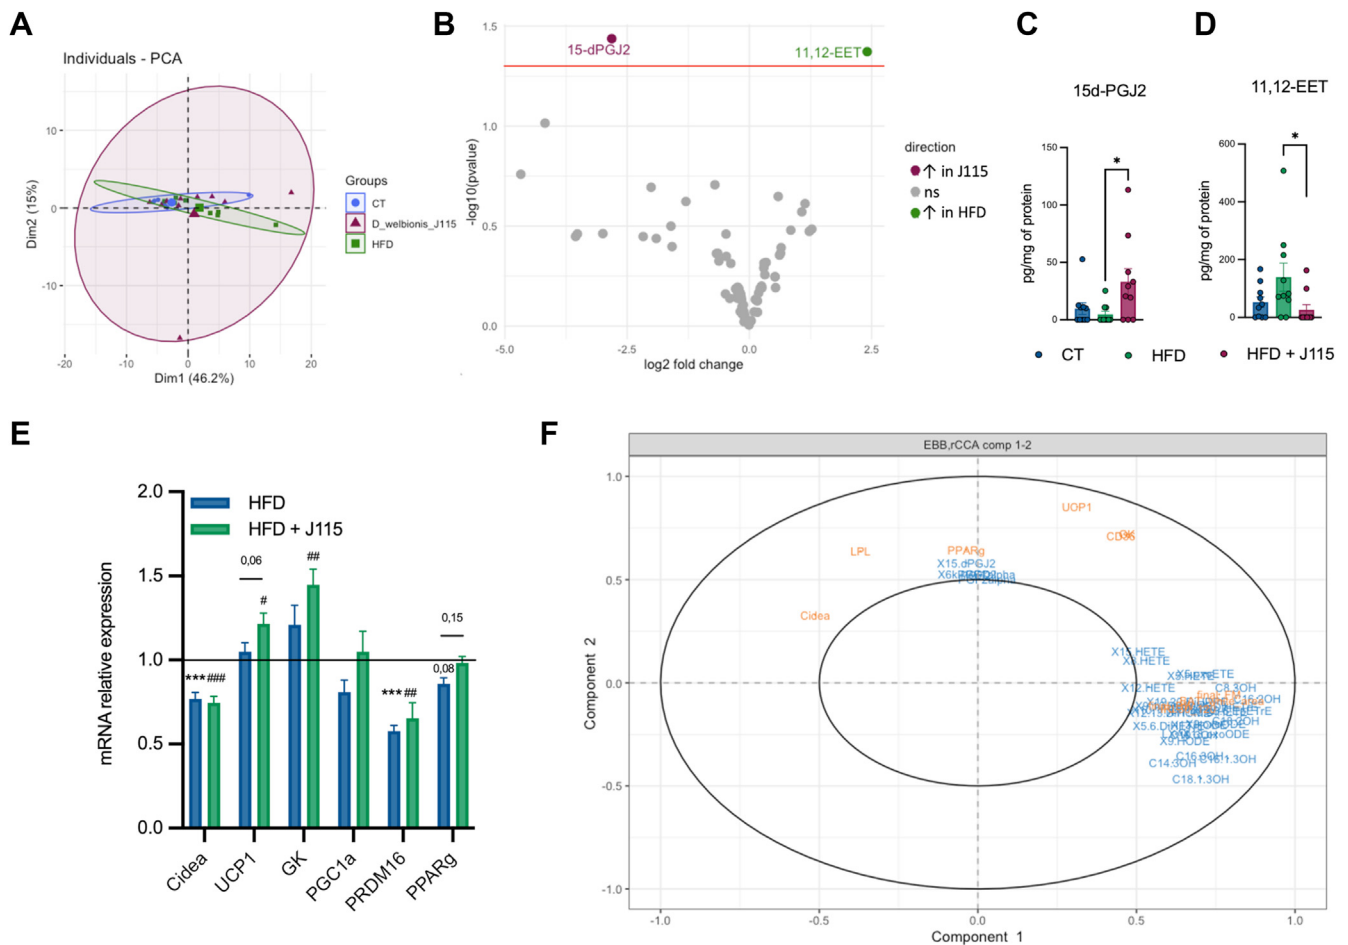 A
Individuals - PCA
Dim2 (15%)
10
0
-10
-20
-10
0
10
20
Dim1 (46.2%)
Groups
CT
D_welbionis_J115
HFD
B
-log10(pvalue)
1.5
1.0
0.5
0.0
15-dPGJ2
11,12-EET
-5.0
-2.5
0.0
2.5
log2 fold change
direction
↑ in J115
ns
↑ in HFD
C
15d-PGJ2
pg/mg of protein
150
100
50
0
*
D
11,12-EET
pg/mg of protein
600
400
200
0
*
CT
HFD
HFD + J115
E
mRNA relative expression
2.0
1.5
1.0
0.5
0.0
HFD
HFD + J115
0,06
#
##
0,15
0,08
*** ###
*** ##
Cidea
UCP1
GK
PGC1a
PRDM16
PPARg
F
EBB,rCCA comp 1-2
Component 2
1.0
0.5
0.0
-0.5
-1.0
UOP1
CD36
LPL
PPARg
X15.dPGJ2
Cidea
X15.HETE
X8.HETE
X12.HETE
C8.3OH
X9.HODE
C16.3OH
C16.1.3OH
C14.3OH
C18.1.3OH
-1.0
-0.5
0.0
0.5
1.0
Component 1